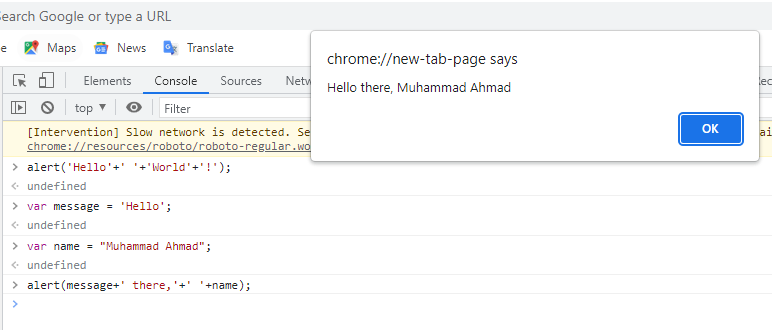 Search Google or type a URL
Maps News Translate
chrome://new-tab-page says
Hello there, Muhammad Ahmad
OK
Elements Console Sources
top ▼ Filter
[Intervention] Slow network is detected.
chrome://resources/roboto/roboto-regular.wo
> alert('Hello'+' '+'World'+'!');
undefined
> var message = 'Hello';
undefined
> var name = "Muhammad Ahmad";
undefined
> alert(message+' there,'+' '+name);
>